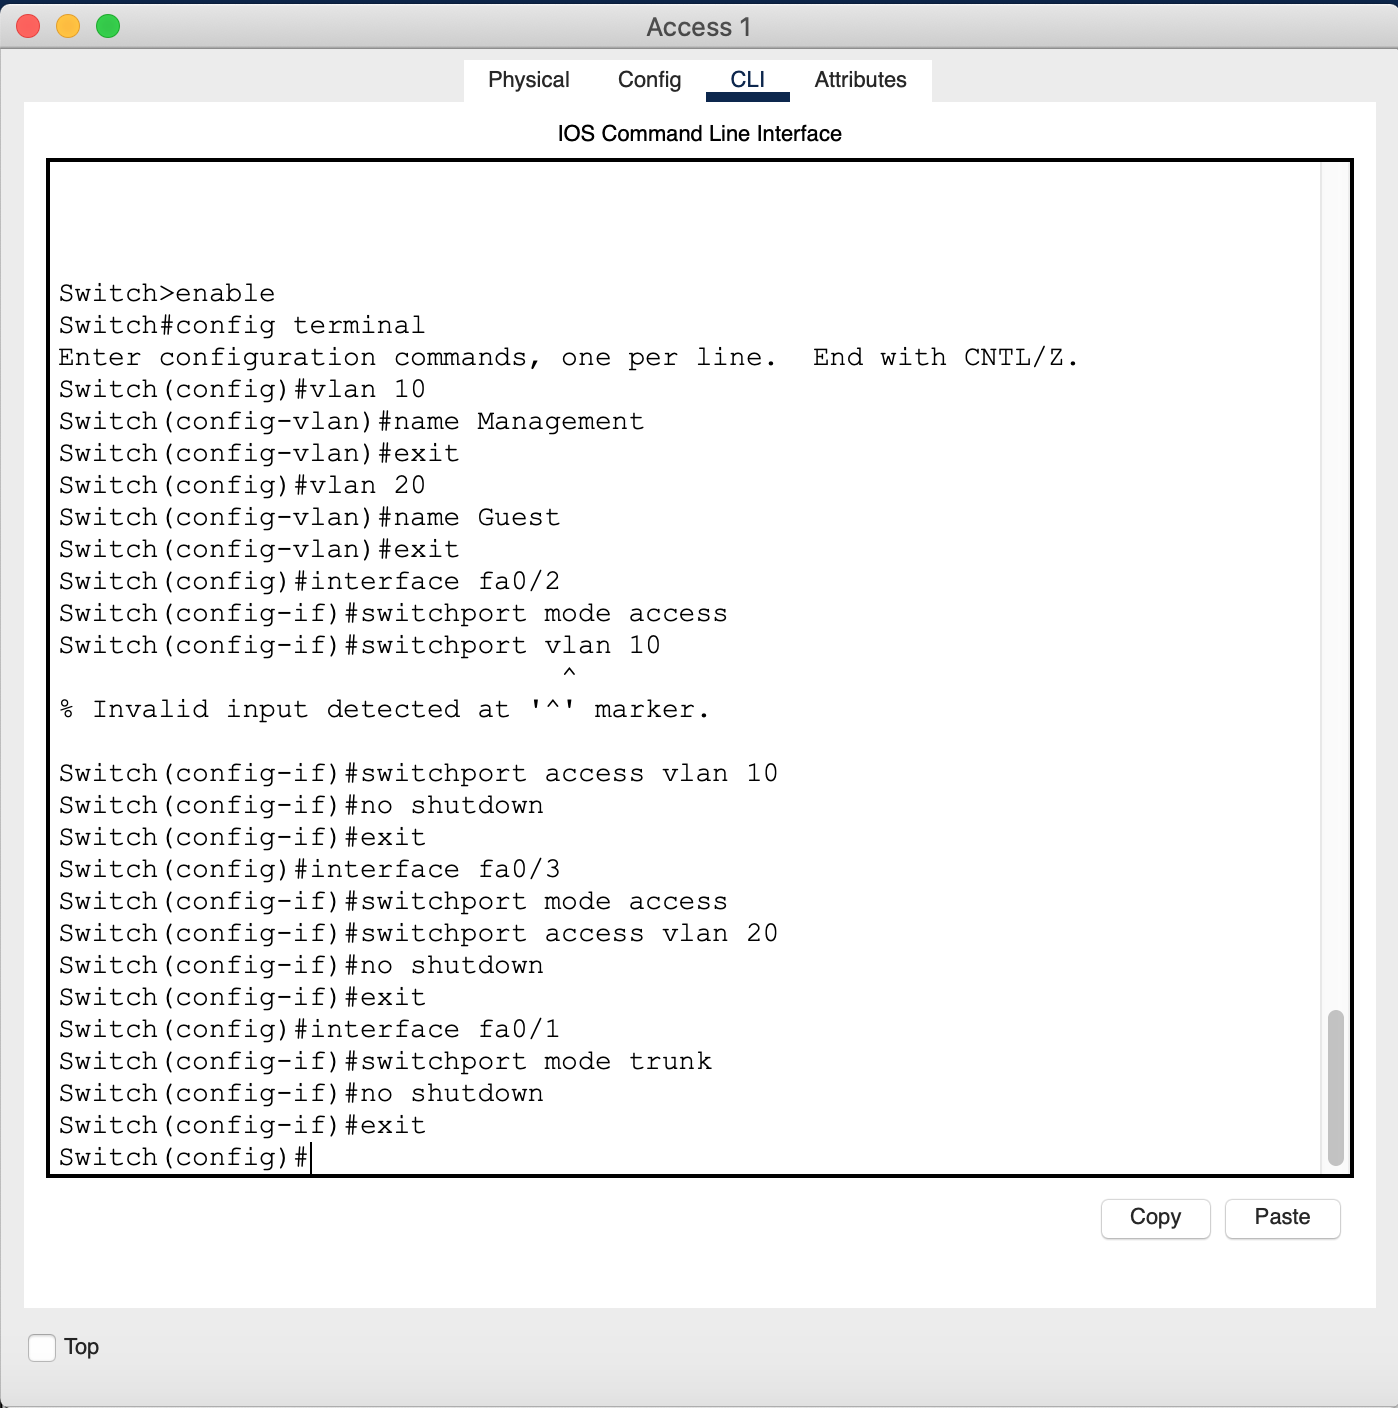 Access 1
Physical Config CLI Attributes
IOS Command Line Interface
Switch>enable
Switch#config terminal
Enter configuration commands, one per line.  End with CNTL/Z.
Switch(config)#vlan 10
Switch(config-vlan)#name Management
Switch(config-vlan)#exit
Switch(config)#vlan 20
Switch(config-vlan)#name Guest
Switch(config-vlan)#exit
Switch(config)#interface fa0/2
Switch(config-if)#switchport mode access
Switch(config-if)#switchport vlan 10
                              ^
% Invalid input detected at '^' marker.
Switch(config-if)#switchport access vlan 10
Switch(config-if)#no shutdown
Switch(config-if)#exit
Switch(config)#interface fa0/3
Switch(config-if)#switchport mode access
Switch(config-if)#switchport access vlan 20
Switch(config-if)#no shutdown
Switch(config-if)#exit
Switch(config)#interface fa0/1
Switch(config-if)#switchport mode trunk
Switch(config-if)#no shutdown
Switch(config-if)#exit
Switch(config)#
Copy Paste
Top